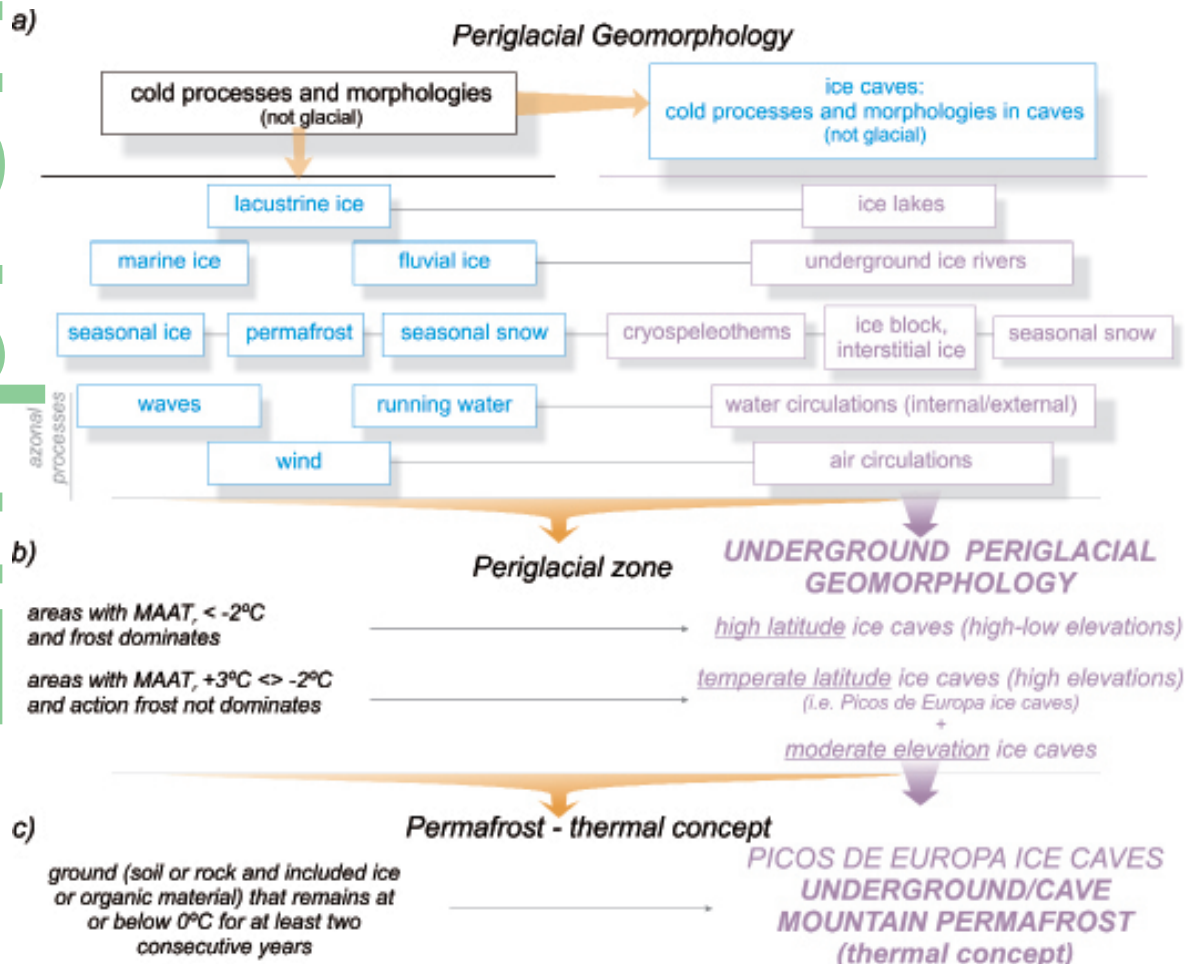 a)
Periglacial Geomorphology
cold processes and morphologies
(not glacial)
ice caves:
cold processes and morphologies in caves
(not glacial)
lacustrine ice
ice lakes
marine ice
fluvial ice
underground ice rivers
seasonal ice
permafrost
seasonal snow
cryospeleothems
ice block,
interstitial ice
seasonal snow
azonal
processes
waves
running water
water circulations (internal/external)
wind
air circulations
b)
Periglacial zone
UNDERGROUND PERIGLACIAL
GEOMORPHOLOGY
areas with MAAT, < -2ºC
and frost dominates
high latitude ice caves (high-low elevations)
areas with MAAT, +3ºC <> -2ºC
and action frost not dominates
temperate latitude ice caves (high elevations)
(i.e. Picos de Europa ice caves)
+
moderate elevation ice caves
c)
Permafrost - thermal concept
ground (soil or rock and included ice
or organic material) that remains at
or below 0ºC for at least two
consecutive years
PICOS DE EUROPA ICE CAVES
UNDERGROUND/CAVE
MOUNTAIN PERMAFROST
(thermal concept)